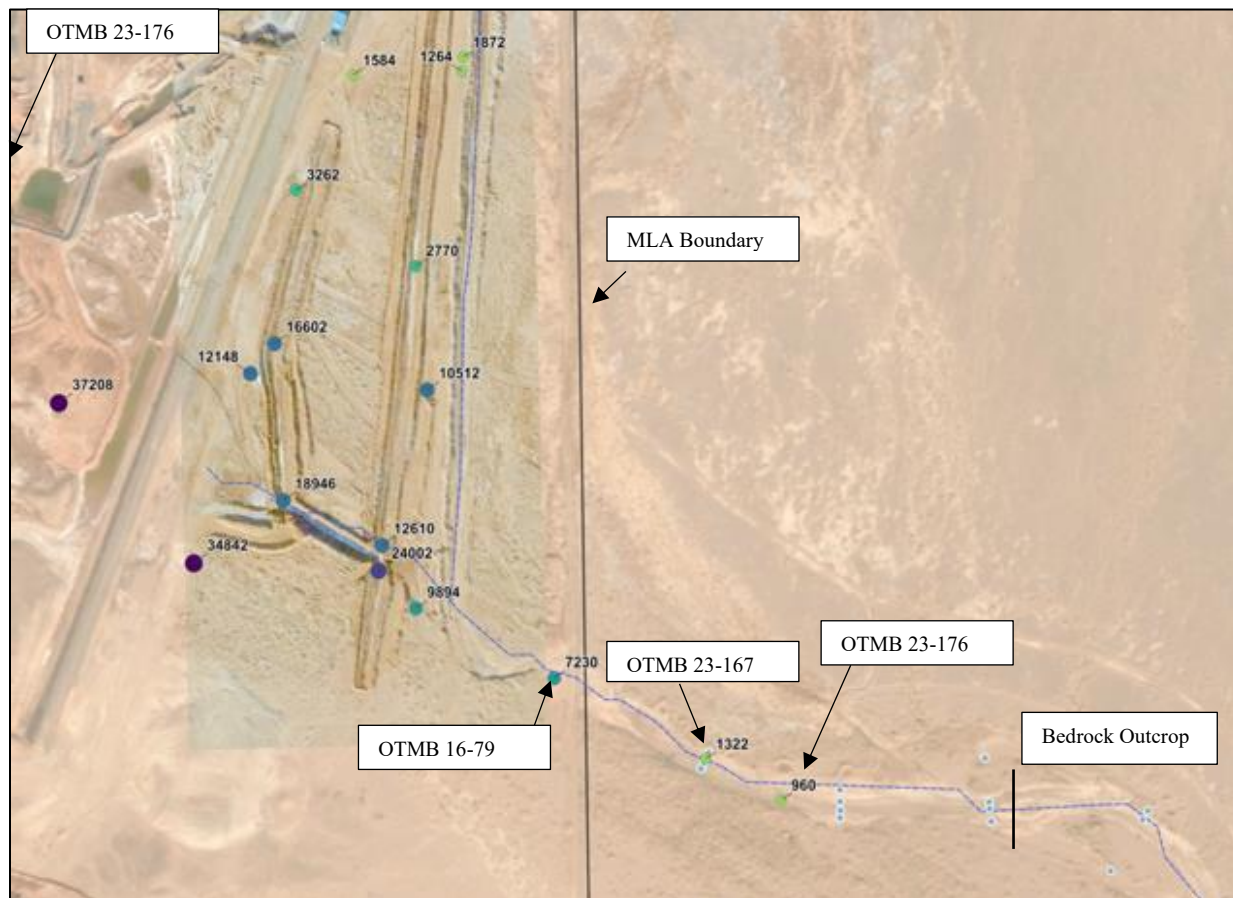 OTMB 23-176
1872
1264
1584
3262
MLA Boundary
2770
16602
12148
10512
37208
18946
12610
34842
24002
9894
OTMB 23-176
7230
OTMB 23-167
OTMB 16-79
1322
Bedrock Outcrop
960